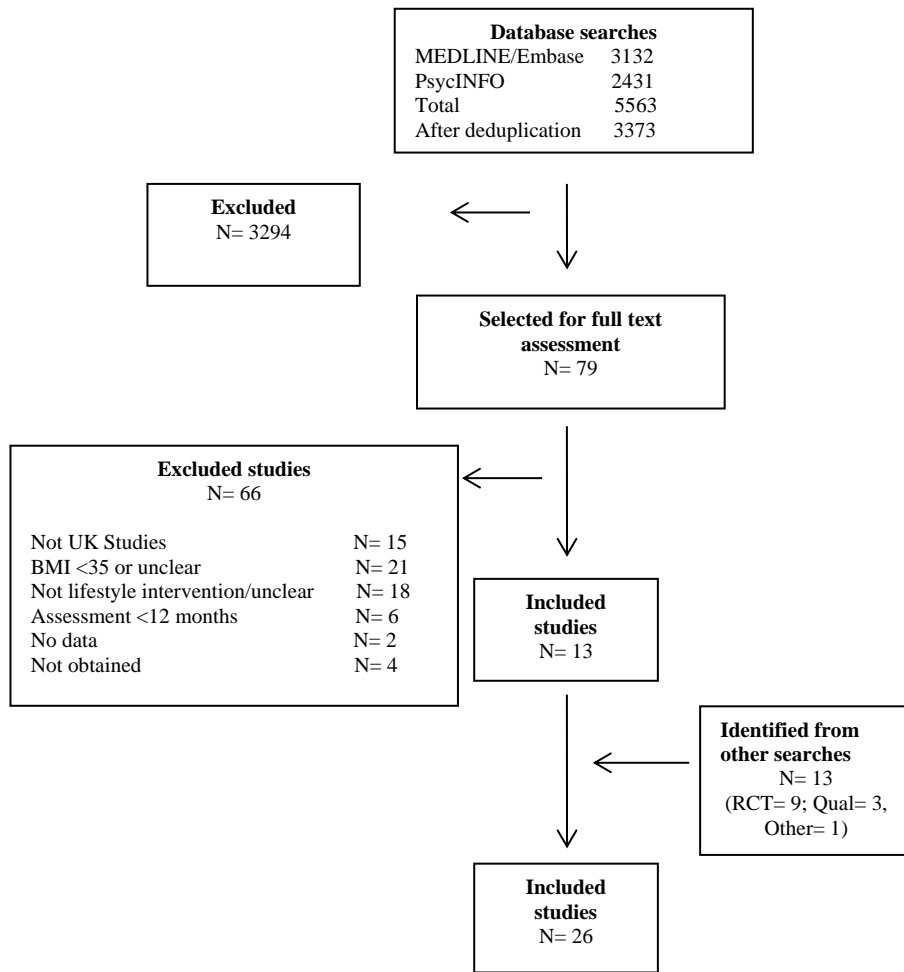 Database searches
MEDLINE/Embase 3132
PsycINFO 2431
Total 5563
After deduplication 3373
Excluded
N= 3294
Selected for full text
assessment
N= 79
Excluded studies
N= 66
Not UK Studies N= 15
BMI <35 or unclear N= 21
Not lifestyle intervention/unclear N= 18
Assessment <12 months N= 6
No data N= 2
Not obtained N= 4
Included
studies
N= 13
Identified from
other searches
N= 13
(RCT= 9; Qual= 3,
Other= 1)
Included
studies
N= 26